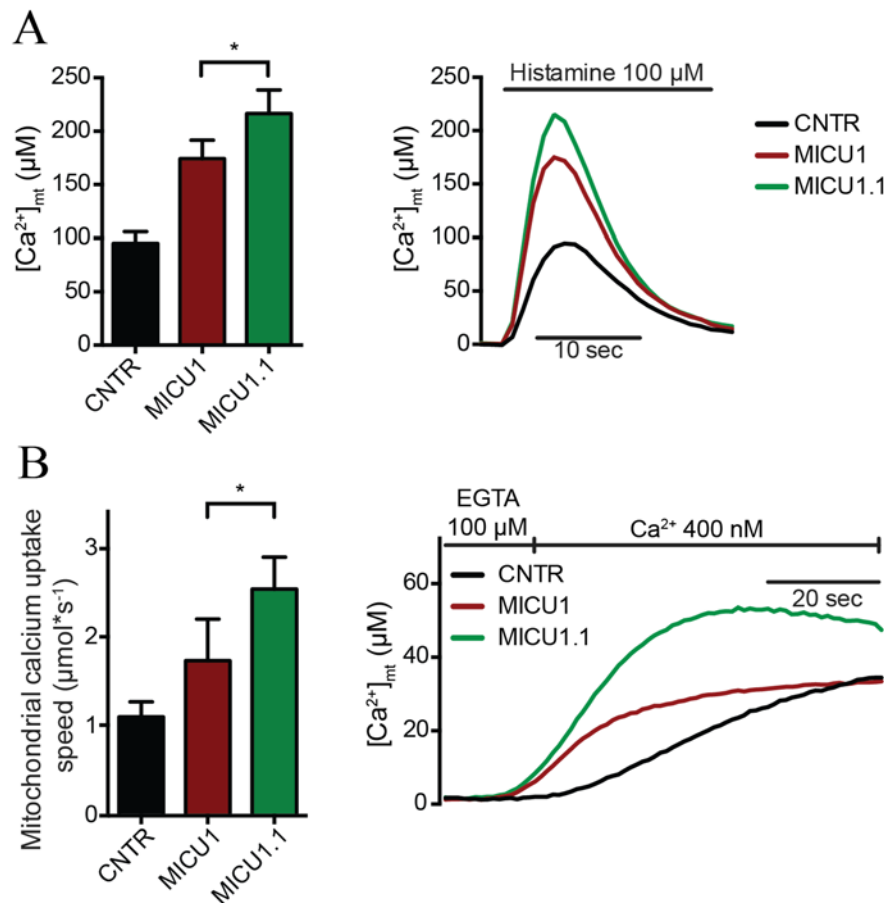 A
[Ca²⁺]mt (µM)
250
200
150
100
50
0
*
CNTR
MICU1
MICU1.1
[Ca²⁺]mt (µM)
250
200
150
100
50
0
Histamine 100 µM
10 sec
CNTR
MICU1
MICU1.1
B
Mitochondrial calcium uptake
speed (µmol*s⁻¹)
3
2
1
0
*
CNTR
MICU1
MICU1.1
EGTA
100 µM
Ca²⁺ 400 nM
[Ca²⁺]mt (µM)
60
40
20
0
CNTR
MICU1
MICU1.1
20 sec